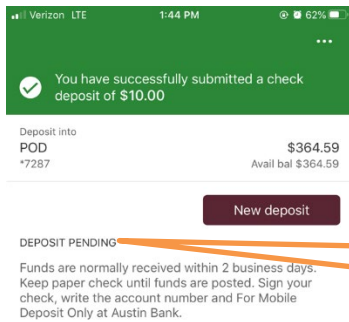 Verizon LTE 1:44 PM 62%
You have successfully submitted a check
deposit of $10.00
Deposit into
POD $364.59
*7287 Avail bal $364.59
New deposit
DEPOSIT PENDING
Funds are normally received within 2 business days.
Keep paper check until funds are posted. Sign your
check, write the account number and For Mobile
Deposit Only at Austin Bank.